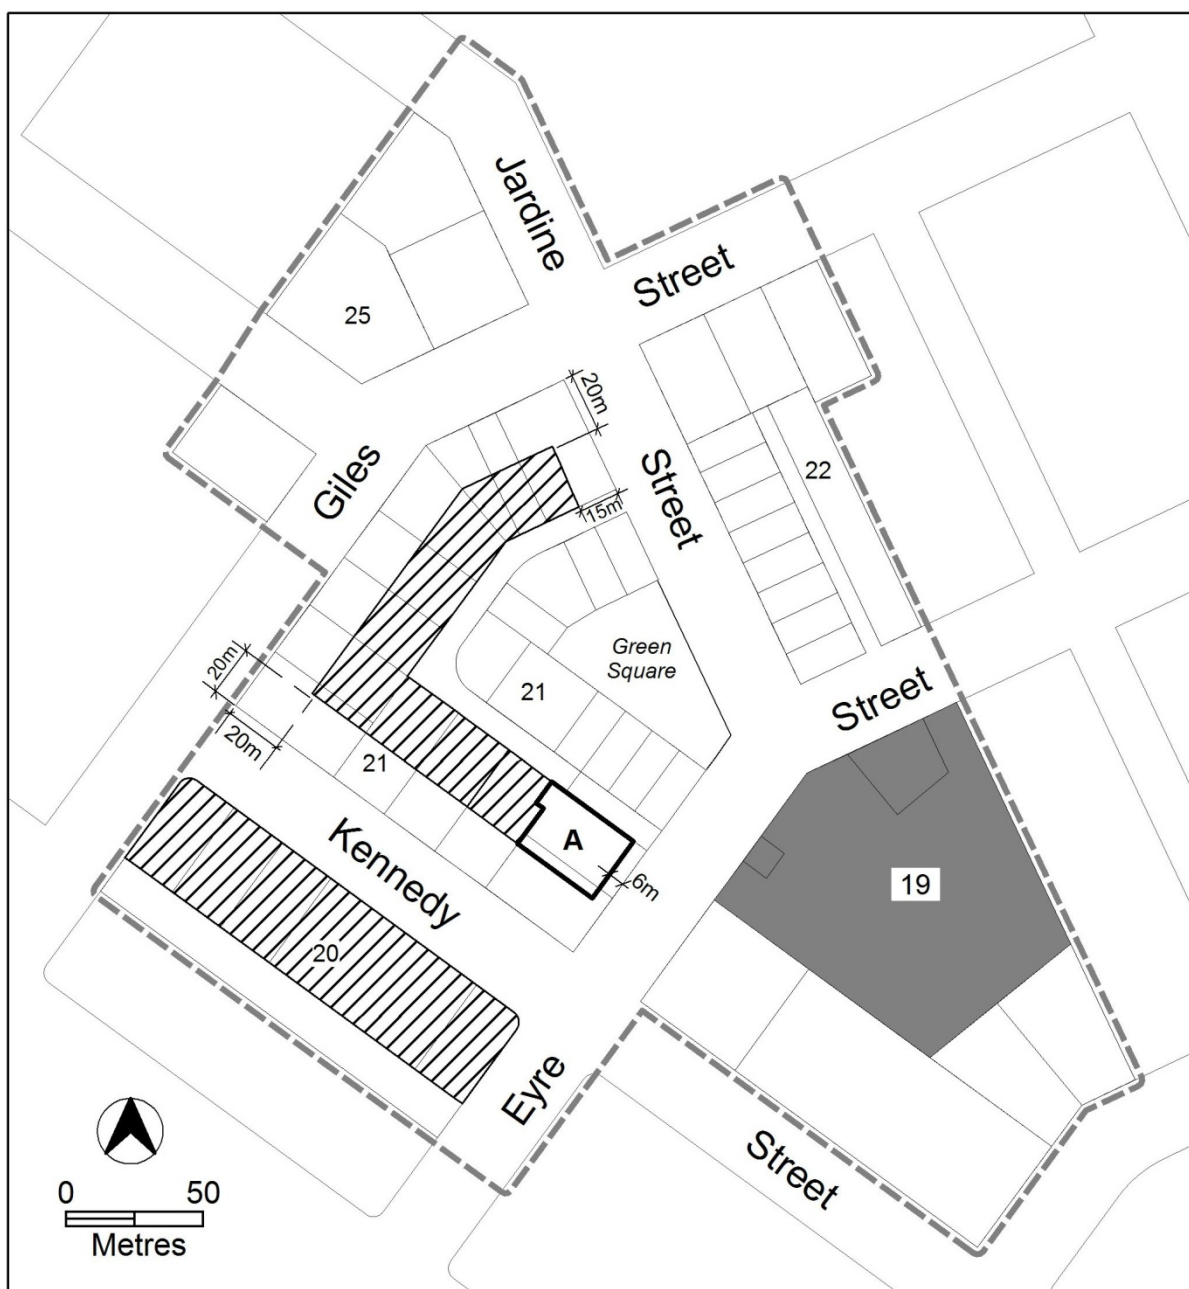 Jardine
Street
25
20m
Giles
Street
22
15m
Green
Square
20m
21
Street
20m
21
A
19
6m
Kennedy
20
Eyre
Street
0 50
Metres